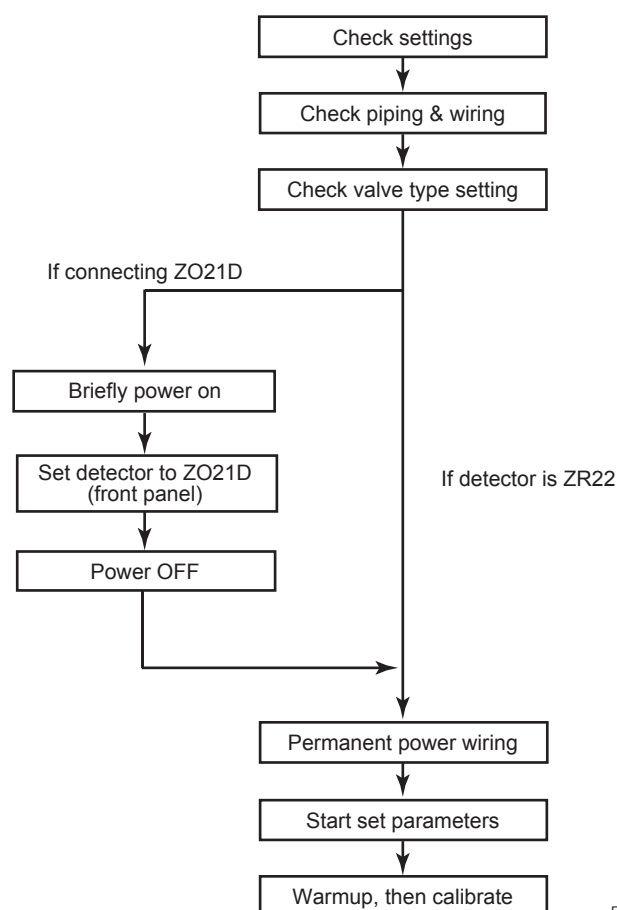 Check settings
Check piping & wiring
Check valve type setting
If connecting ZO21D
Briefly power on
Set detector to ZO21D
(front panel)
If detector is ZR22
Power OFF
Permanent power wiring
Start set parameters
Warmup, then calibrate